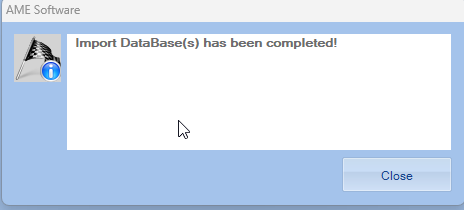 AME Software
Import DataBase(s) has been completed!
Close